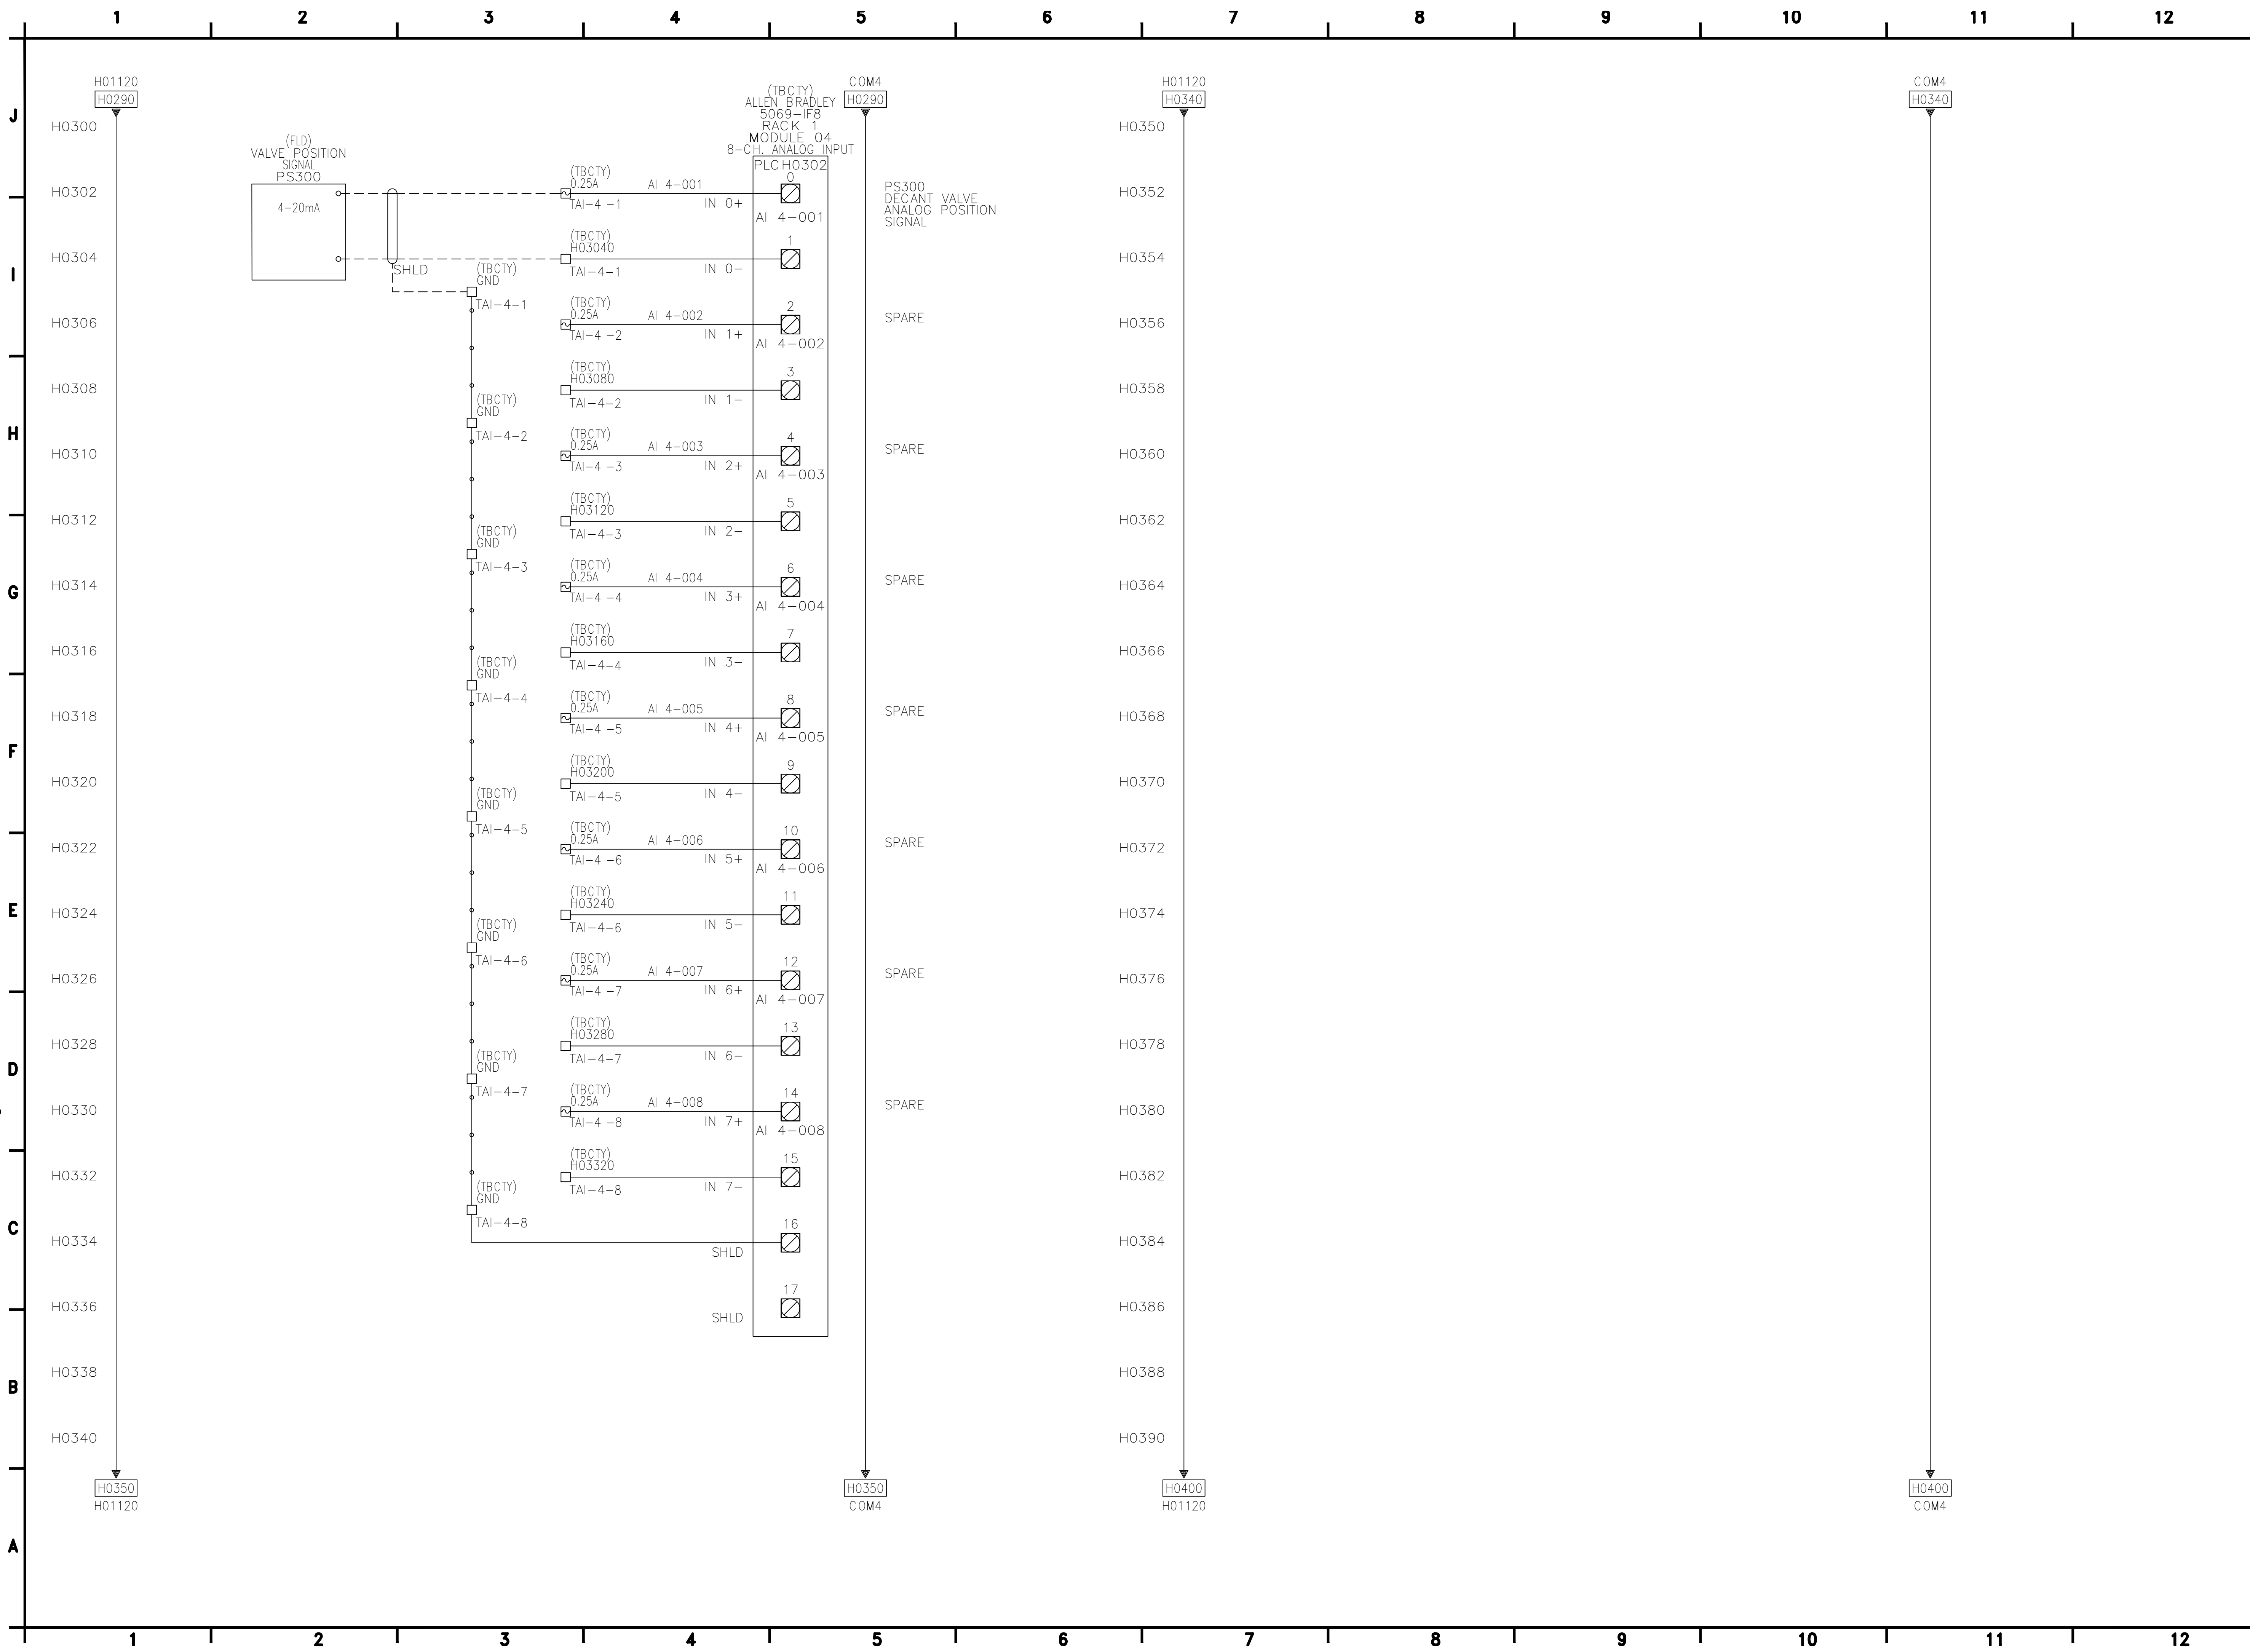 1 2 3 4 5 6 7 8 9 10 11 12
J
I
H
G
F
E
D
C
B
A
H01120
H0290
H0300
H0302
H0304
H0306
H0308
H0310
H0312
H0314
H0316
H0318
H0320
H0322
H0324
H0326
H0328
H0330
H0332
H0334
H0336
H0338
H0340
H0350
H01120
(FLD)
VALVE POSITION
SIGNAL
PS300
4-20mA
SHLD
(TBCTY)
GND
TAI-4-1
(TBCTY)
GND
TAI-4-2
(TBCTY)
GND
TAI-4-3
(TBCTY)
GND
TAI-4-4
(TBCTY)
GND
TAI-4-5
(TBCTY)
GND
TAI-4-6
(TBCTY)
GND
TAI-4-7
(TBCTY)
GND
TAI-4-8
(TBCTY)
0.25A AI 4-001
TAI-4 -1 IN 0+
(TBCTY)
H03040
TAI-4-1 IN 0-
(TBCTY)
0.25A AI 4-002
TAI-4 -2 IN 1+
(TBCTY)
H03080
TAI-4-2 IN 1-
(TBCTY)
0.25A AI 4-003
TAI-4 -3 IN 2+
(TBCTY)
H03120
TAI-4-3 IN 2-
(TBCTY)
0.25A AI 4-004
TAI-4 -4 IN 3+
(TBCTY)
H03160
TAI-4-4 IN 3-
(TBCTY)
0.25A AI 4-005
TAI-4 -5 IN 4+
(TBCTY)
H03200
TAI-4-5 IN 4-
(TBCTY)
0.25A AI 4-006
TAI-4 -6 IN 5+
(TBCTY)
H03240
TAI-4-6 IN 5-
(TBCTY)
0.25A AI 4-007
TAI-4 -7 IN 6+
(TBCTY)
H03280
TAI-4-7 IN 6-
(TBCTY)
0.25A AI 4-008
TAI-4 -8 IN 7+
(TBCTY)
H03320
TAI-4-8 IN 7-
SHLD
SHLD
(TBCTY)
ALLEN BRADLEY
5069-IF8
RACK 1
MODULE 04
8-CH. ANALOG INPUT
PLCH0302
0
AI 4-001
1
2
AI 4-002
3
4
AI 4-003
5
6
AI 4-004
7
8
AI 4-005
9
10
AI 4-006
11
12
AI 4-007
13
14
AI 4-008
15
16
17
COM4
H0290
PS300
DECANT VALVE
ANALOG POSITION
SIGNAL
SPARE
SPARE
SPARE
SPARE
SPARE
SPARE
SPARE
H0350
COM4
H01120
H0340
H0350
H0352
H0354
H0356
H0358
H0360
H0362
H0364
H0366
H0368
H0370
H0372
H0374
H0376
H0378
H0380
H0382
H0384
H0386
H0388
H0390
H0400
H01120
COM4
H0340
H0400
COM4
1 2 3 4 5 6 7 8 9 10 11 12